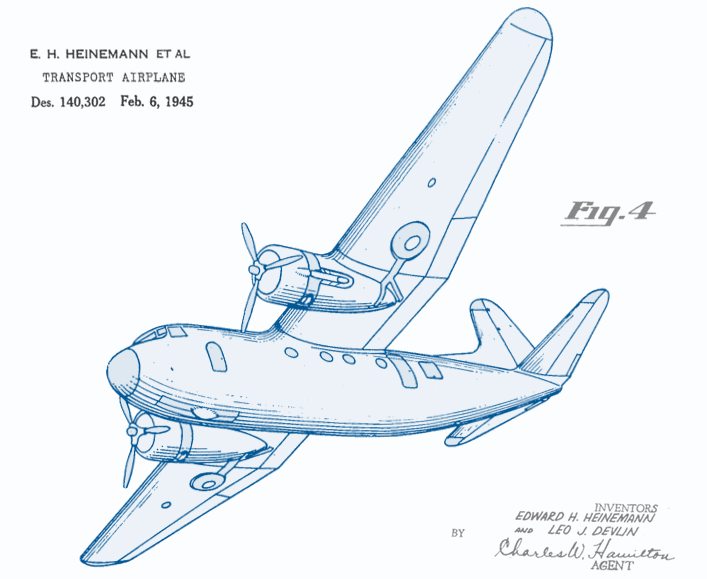 E. H. HEINEMANN ET AL
TRANSPORT AIRPLANE
Des. 140,302 Feb. 6, 1945
Fig. 4
INVENTORS
EDWARD H. HEINEMANN
AND LEO J. DEVLIN
BY Charles W. Hamilton
AGENT